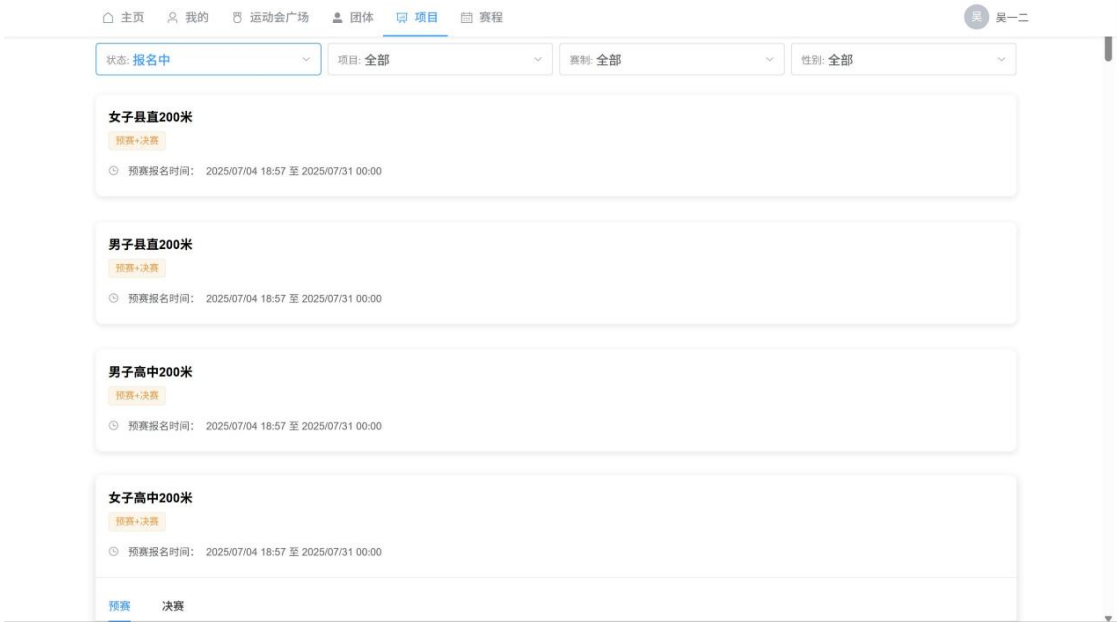 主页 我的 运动会广场 团体 项目 赛程 吴 吴一二
状态: 报名中 项目: 全部 赛制: 全部 性别: 全部
女子县直200米
预赛+决赛
预赛报名时间： 2025/07/04 18:57 至 2025/07/31 00:00
男子县直200米
预赛+决赛
预赛报名时间： 2025/07/04 18:57 至 2025/07/31 00:00
男子高中200米
预赛+决赛
预赛报名时间： 2025/07/04 18:57 至 2025/07/31 00:00
女子高中200米
预赛+决赛
预赛报名时间： 2025/07/04 18:57 至 2025/07/31 00:00
预赛 决赛